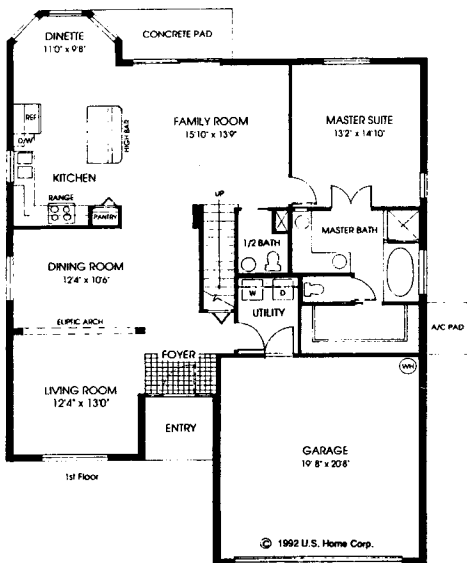 DINETTE
11'0" x 9'8"
CONCRETE PAD
REF
D/W
HIGH BAR
FAMILY ROOM
15'10" x 13'9"
MASTER SUITE
13'2" x 14'10"
KITCHEN
RANGE
PANTRY
UP
1/2 BATH
MASTER BATH
DINING ROOM
12'4" x 10'6"
W
D
UTILITY
ELIPTIC ARCH
A/C PAD
FOYER
WH
LIVING ROOM
12'4" x 13'0"
ENTRY
GARAGE
19'8" x 20'8"
1st Floor
© 1992 U.S. Home Corp.